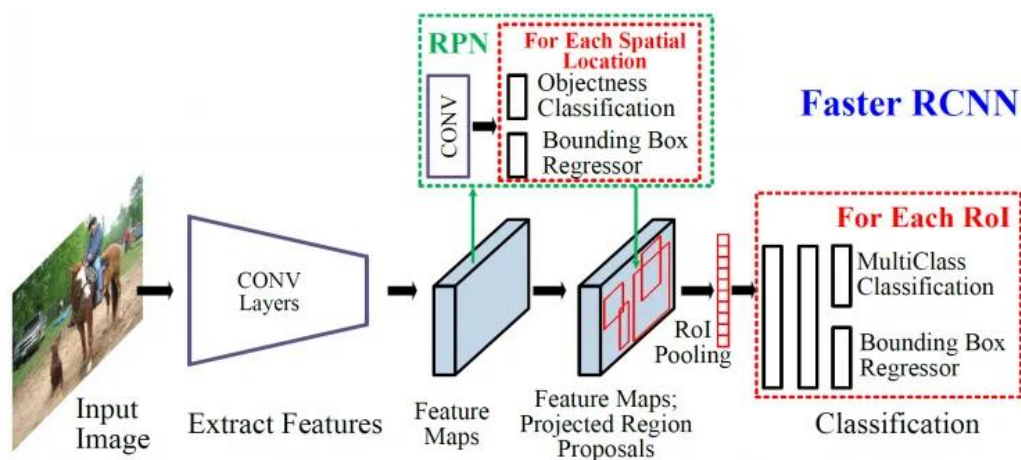 RPN
For Each Spatial
Location
CONV
Objectness
Classification
Bounding Box
Regressor
Faster RCNN
CONV
Layers
RoI
Pooling
For Each RoI
MultiClass
Classification
Bounding Box
Regressor
Input
Image
Extract Features
Feature
Maps
Feature Maps;
Projected Region
Proposals
Classification